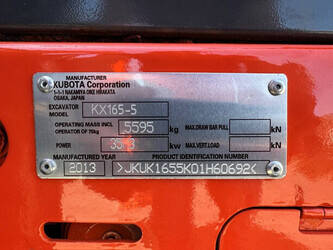 MANUFACTURER
KUBOTA Corporation
1-1-1 NAKAMIYA OIKE HIRAKATA
OSAKA, JAPAN
EXCAVATOR MODEL KX165-5
OPERATING MASS INCL. OPERATOR OF 75kg 5595 kg MAX.DRAW BAR PULL kN
POWER kW MAX.VERT.LOAD kN
MANUFACTURED YEAR PRODUCT IDENTIFICATION NUMBER
2013 >JKUK1655K01H60692<